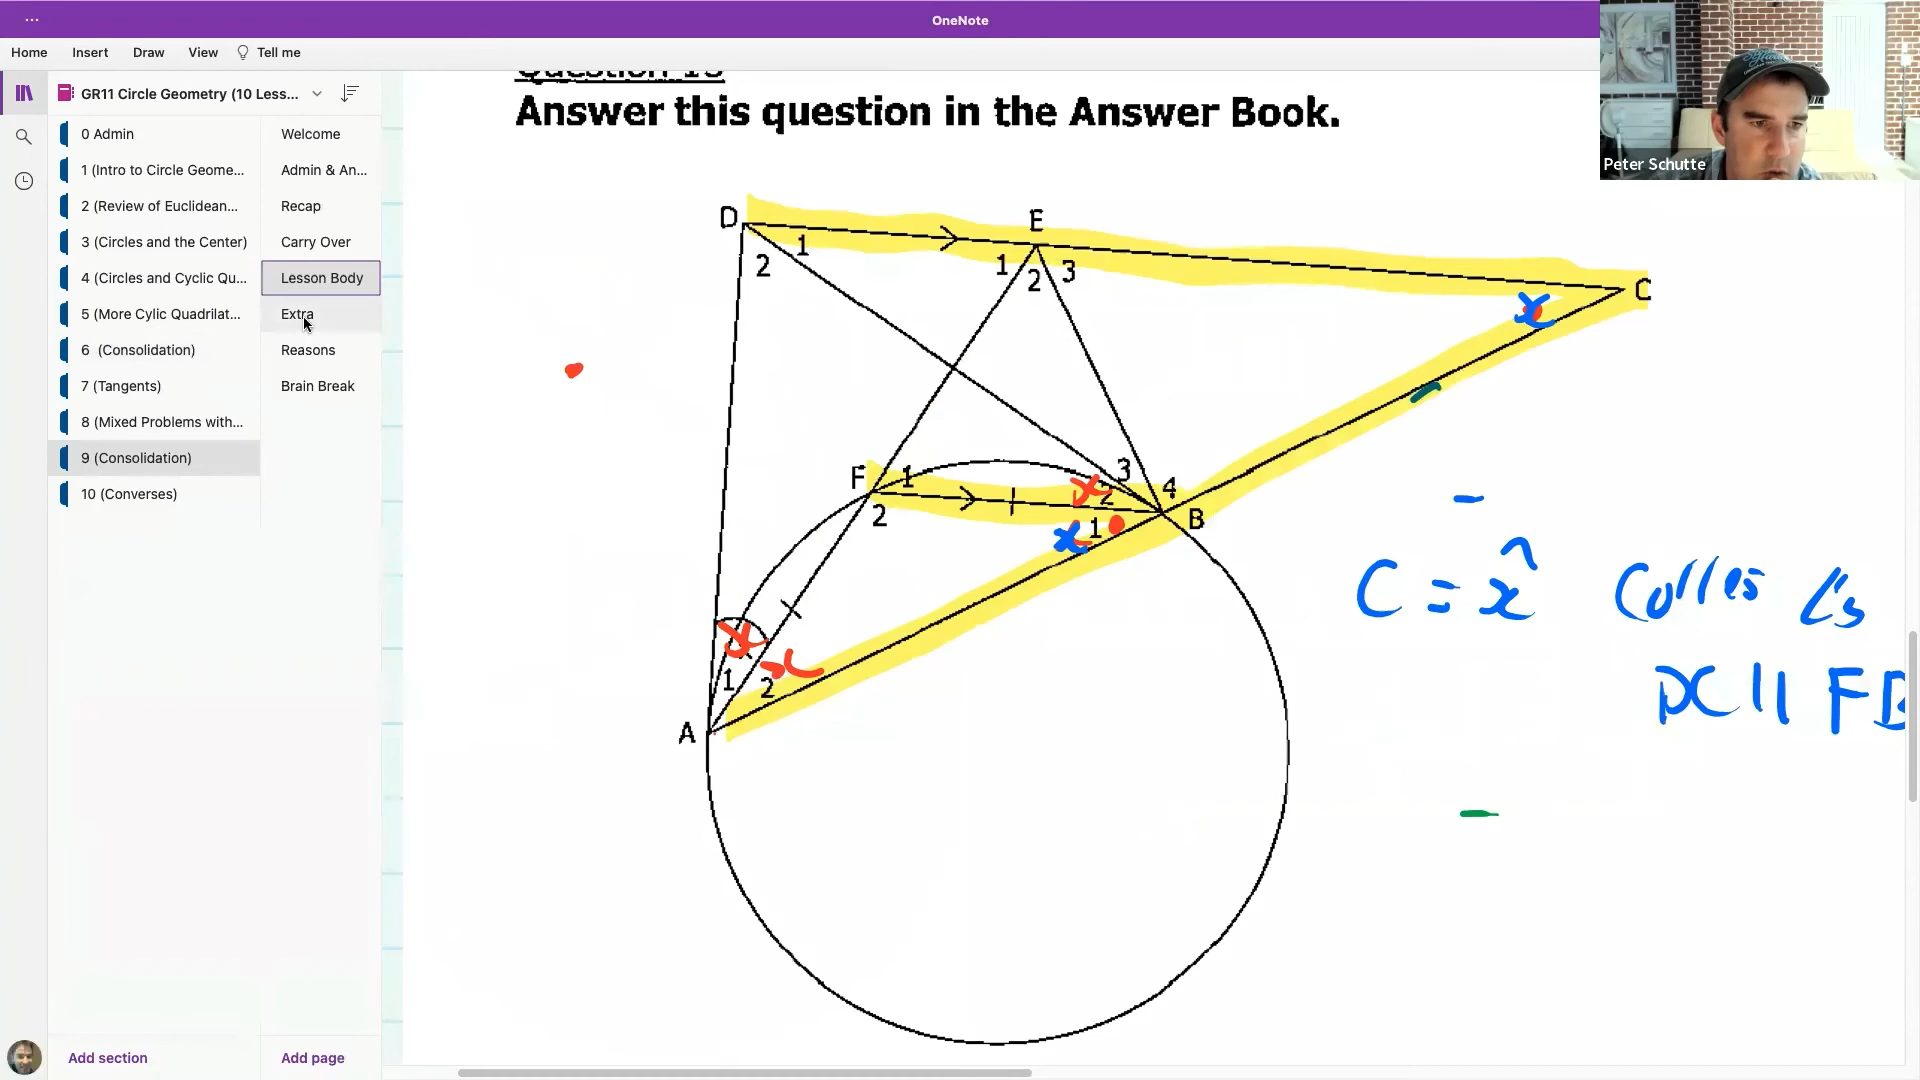 OneNote
Home Insert Draw View Tell me
GR11 Circle Geometry (10 Less...
0 Admin
1 (Intro to Circle Geome...
2 (Review of Euclidean...
3 (Circles and the Center)
4 (Circles and Cyclic Qu...
5 (More Cylic Quadrilat...
6 (Consolidation)
7 (Tangents)
8 (Mixed Problems with...
9 (Consolidation)
10 (Converses)
Add section
Welcome
Admin & An...
Recap
Carry Over
Lesson Body
Extra
Reasons
Brain Break
Add page
Peter Schutte
Answer this question in the Answer Book.
D E
1
2 1 2 3
C
x
F 1 3
x 2 4
2 B
x 1
x
x
1 2
A
C = x̂ Corres ∠'s
DC || FB